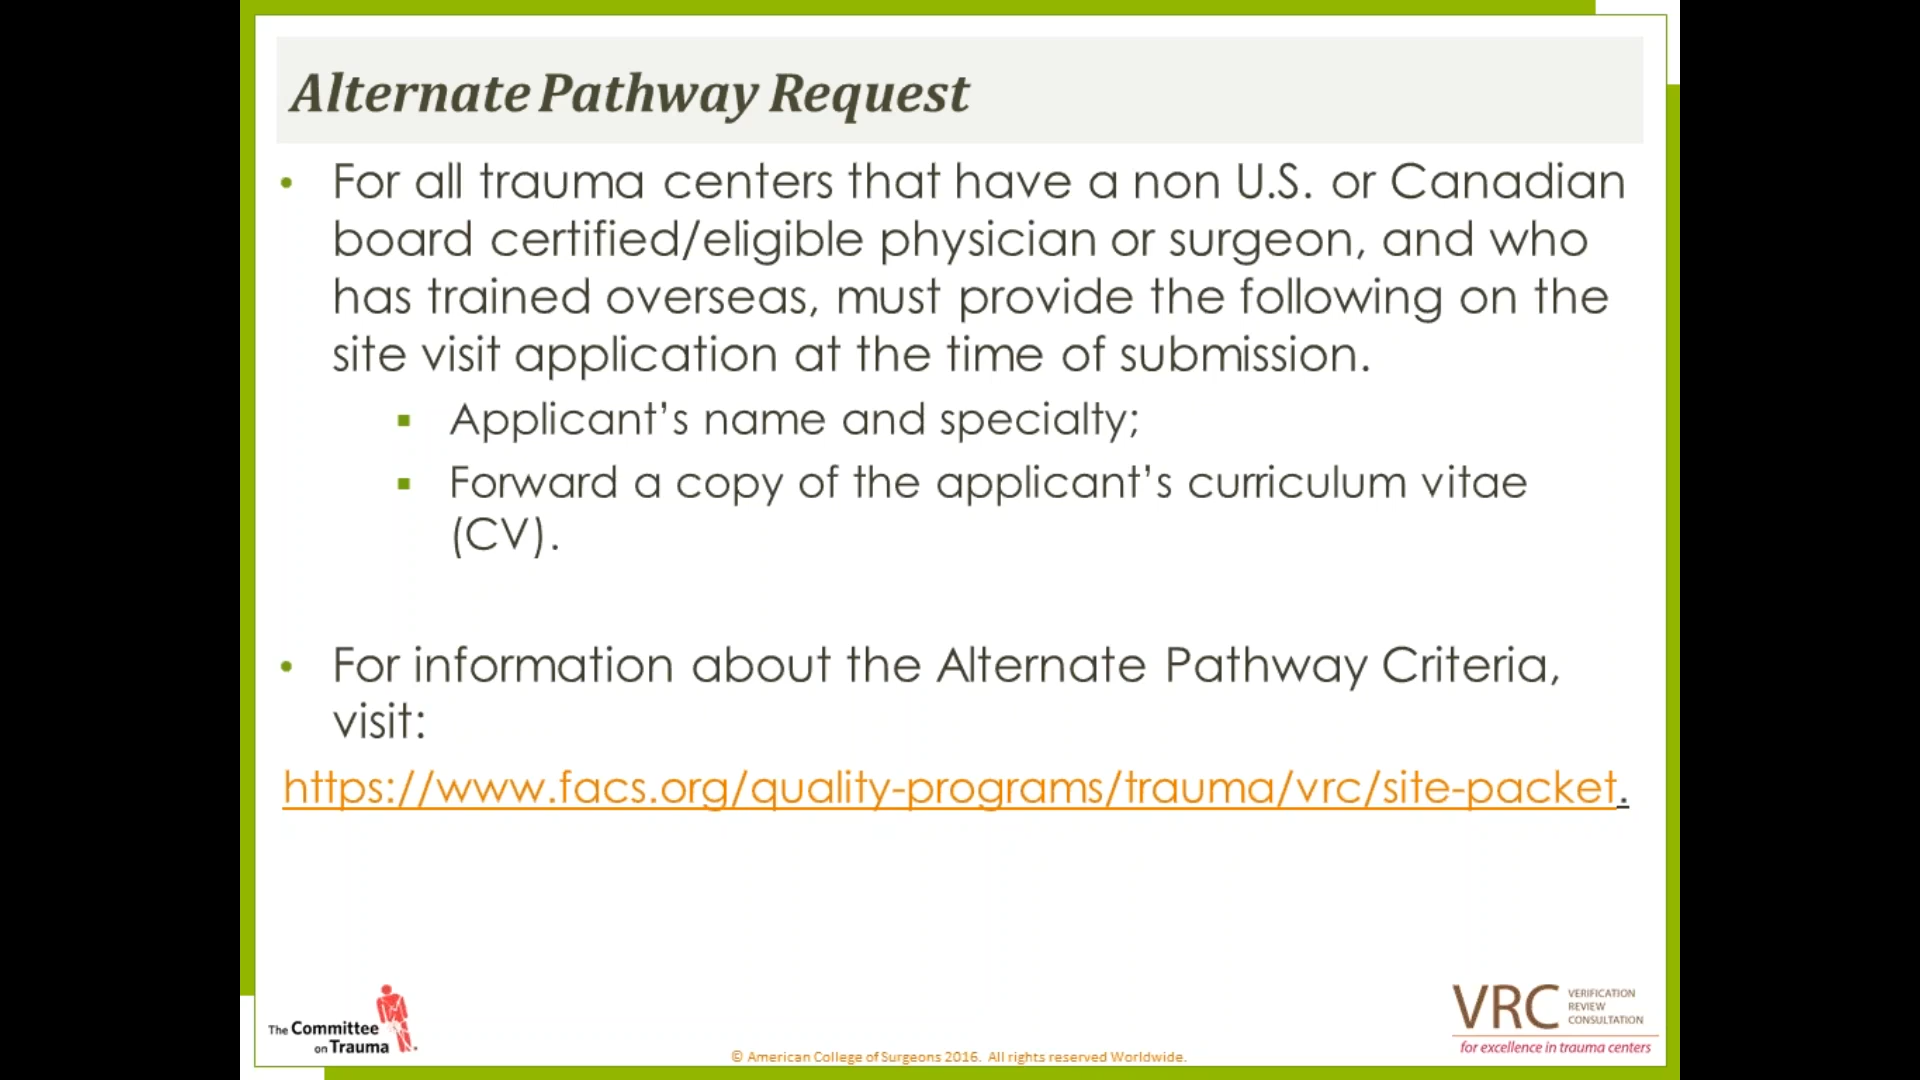 Alternate Pathway Request
• For all trauma centers that have a non U.S. or Canadian
board certified/eligible physician or surgeon, and who
has trained overseas, must provide the following on the
site visit application at the time of submission.
▪ Applicant’s name and specialty;
▪ Forward a copy of the applicant’s curriculum vitae
(CV).
• For information about the Alternate Pathway Criteria,
visit:
https://www.facs.org/quality-programs/trauma/vrc/site-packet.
The Committee
on Trauma
© American College of Surgeons 2016. All rights reserved Worldwide.
VRC VERIFICATION
REVIEW
CONSULTATION
for excellence in trauma centers